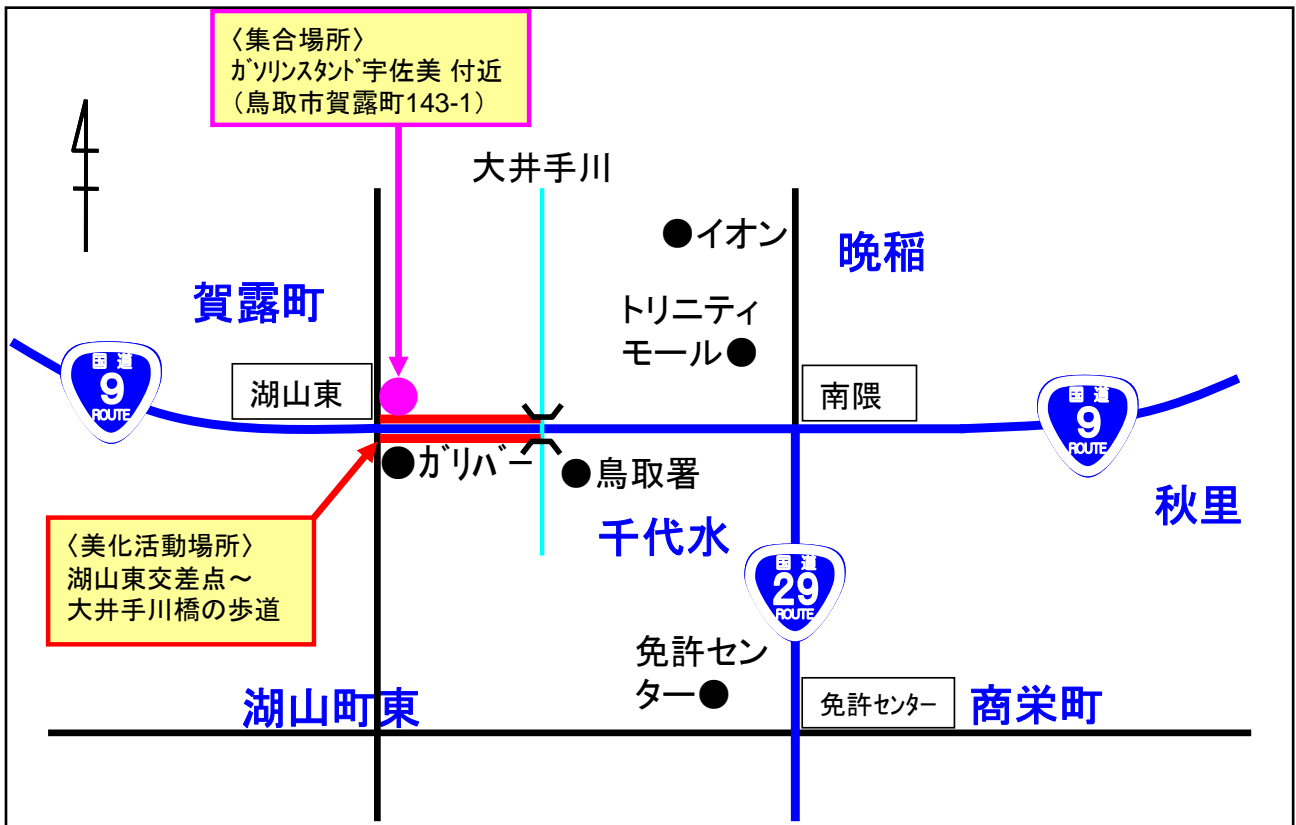 〈集合場所〉
ガソリンスタンド宇佐美 付近
（鳥取市賀露町143-1）
大井手川
●イオン
晩稲
賀露町
トリニティ
モール●
国道
9
ROUTE
湖山東
南隈
国道
9
ROUTE
●ガリバー
●鳥取署
秋里
〈美化活動場所〉
湖山東交差点～
大井手川橋の歩道
千代水
国道
29
ROUTE
免許セン
ター●
湖山町東
免許センター
商栄町